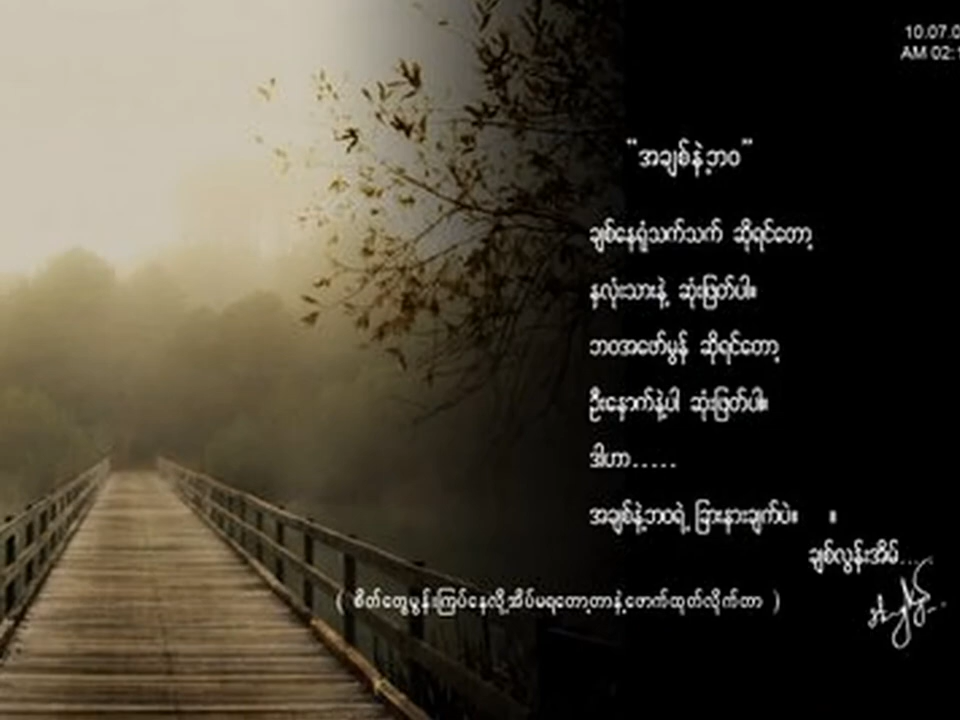 10.07.0
AM 02:1
"အချစ်နဲ့ဘဝ"
ချစ်နေရုံသက်သက် ဆိုရင်တော့
နှလုံးသားနဲ့ ဆုံးဖြတ်ပါ။
ဘဝအဖော်မွန် ဆိုရင်တော့
ဦးနှောက်နဲ့ပါ ဆုံးဖြတ်ပါ။
ဒါဟာ.....
အချစ်နဲ့ဘဝရဲ့ ခြားနားချက်ပဲ။ ။
ချစ်လွန်းအိမ်....
( စိတ်တွေမွန်းကြပ်နေလို့အိပ်မရတော့တာနဲ့ဖောက်ထုတ်လိုက်တာ )